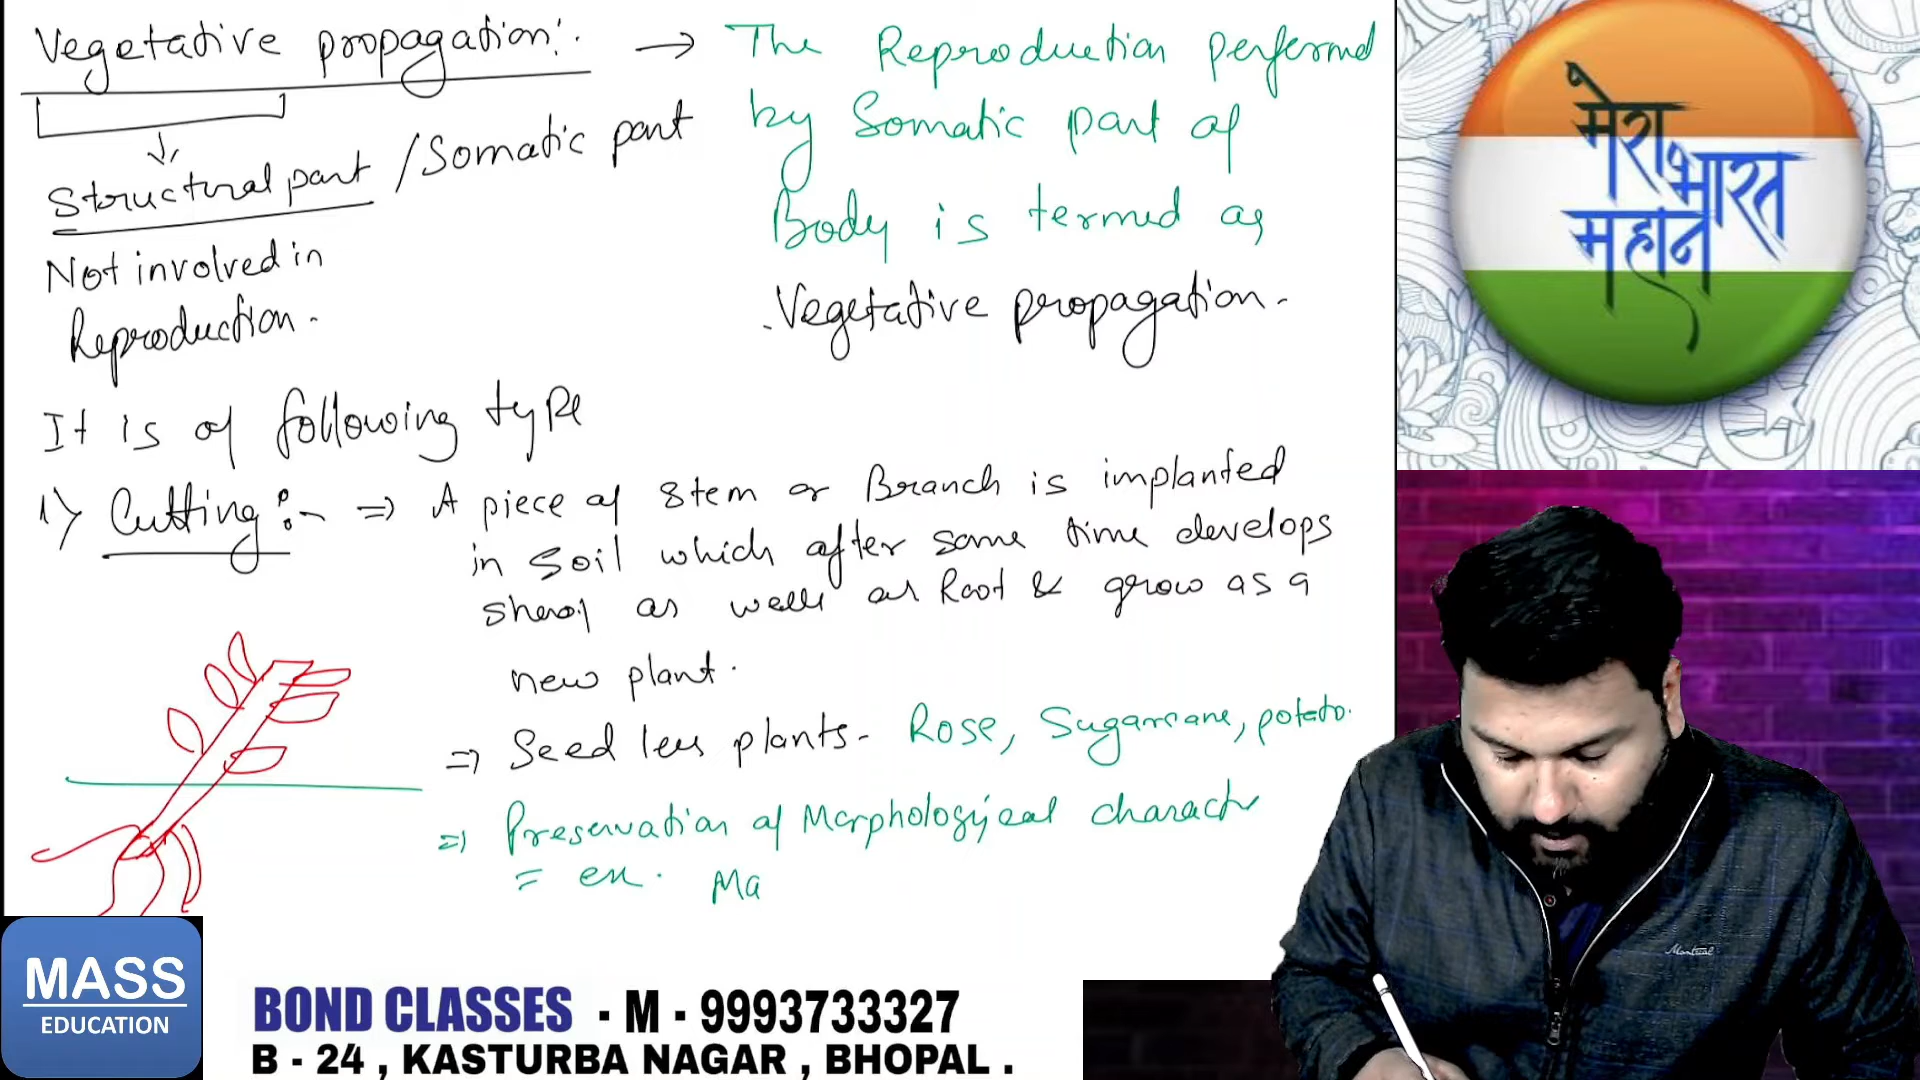 Vegetative propagation:
Structural part / Somatic part
Not involved in
Reproduction.
→ The Reproduction performed
by Somatic part of
Body is termed as
Vegetative propagation.
It is of following type
1) Cutting :- ⇒ A piece of stem or Branch is implanted
in soil which after some time develops
as well as Root & grow as a
new plant.
⇒ Seed less plants - Rose, Sugarcane, potato.
⇒ Preservation of Morphological charact
= ex. Ma
मेरा
भारत
महान
MASS
EDUCATION
BOND CLASSES - M - 9993733327
B - 24 , KASTURBA NAGAR , BHOPAL .